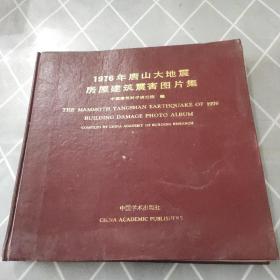 1976年唐山大地震
房屋建筑震害图片集
中国建筑科学研究院 编
THE MAMMOTH TANGSHAN EARTHQUAKE OF 1976
BUILDING DAMAGE PHOTO ALBUM
COMPILED BY CHINA ACADEMY OF BUILDING RESEARCH
中国学术出版社
CHINA ACADEMIC PUBLISHERS